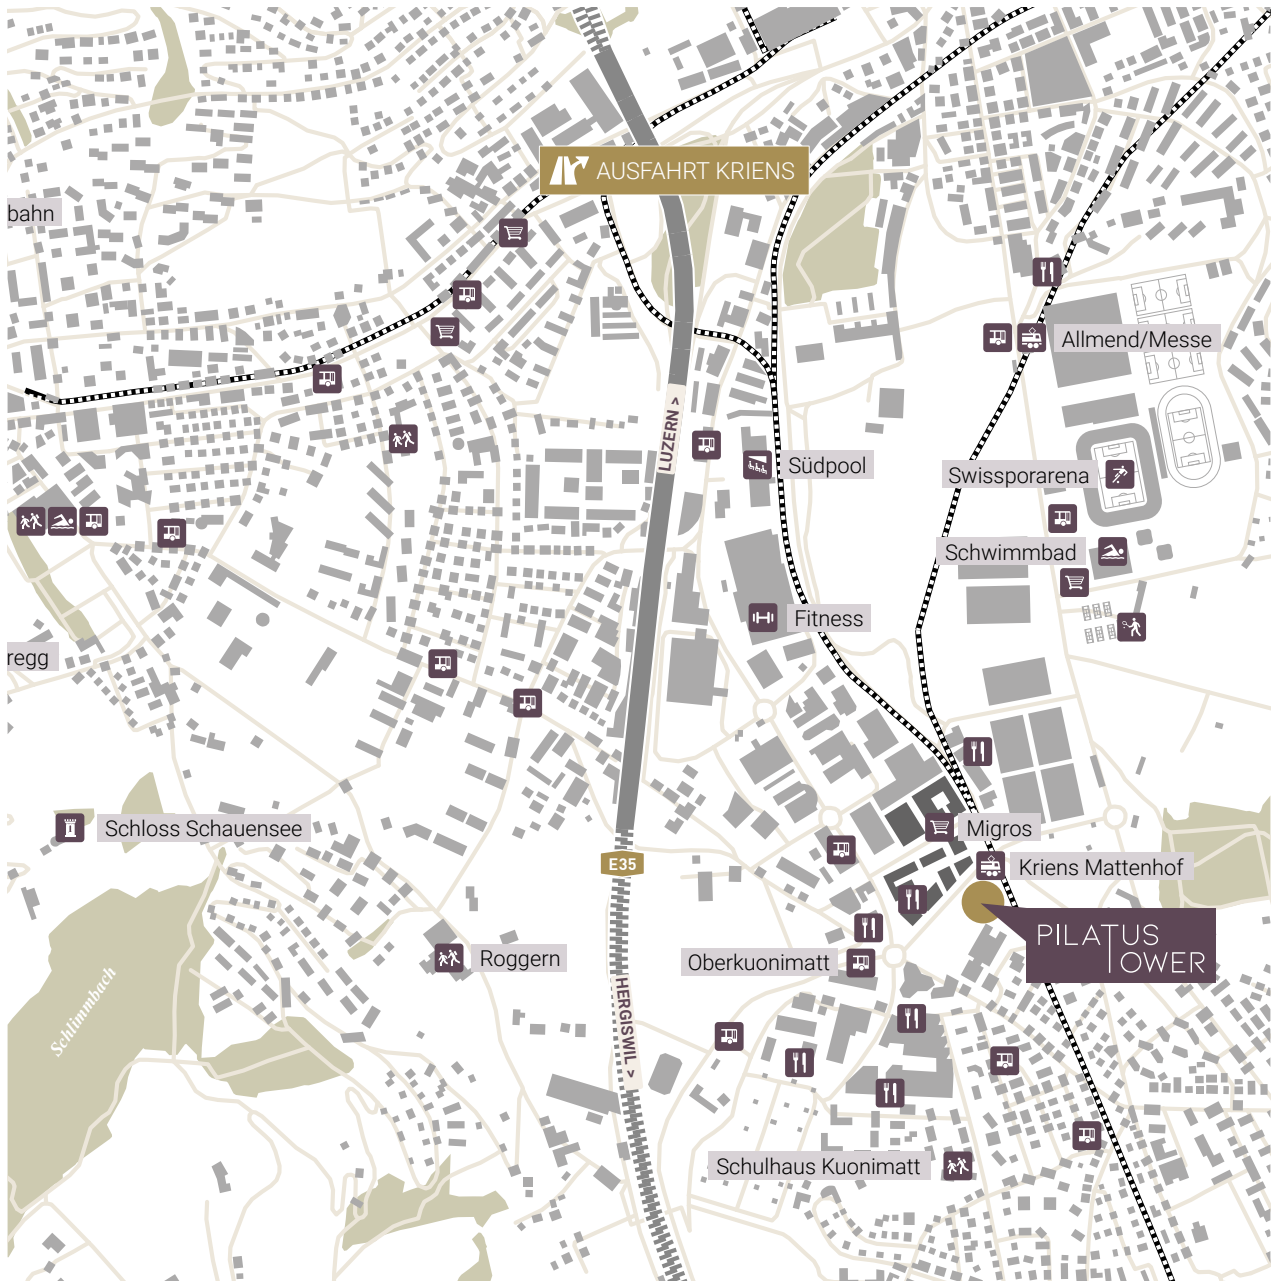 AUSFAHRT KRIENS
bahn
Allmend/Messe
LUZERN >
Südpool
Swissporarena
Schwimmbad
Fitness
regg
Schloss Schauensee
Migros
E35
Kriens Mattenhof
PILATUS
TOWER
Roggern
Oberkuonimatt
Schlimmbach
HERGISWIL >
Schulhaus Kuonimatt